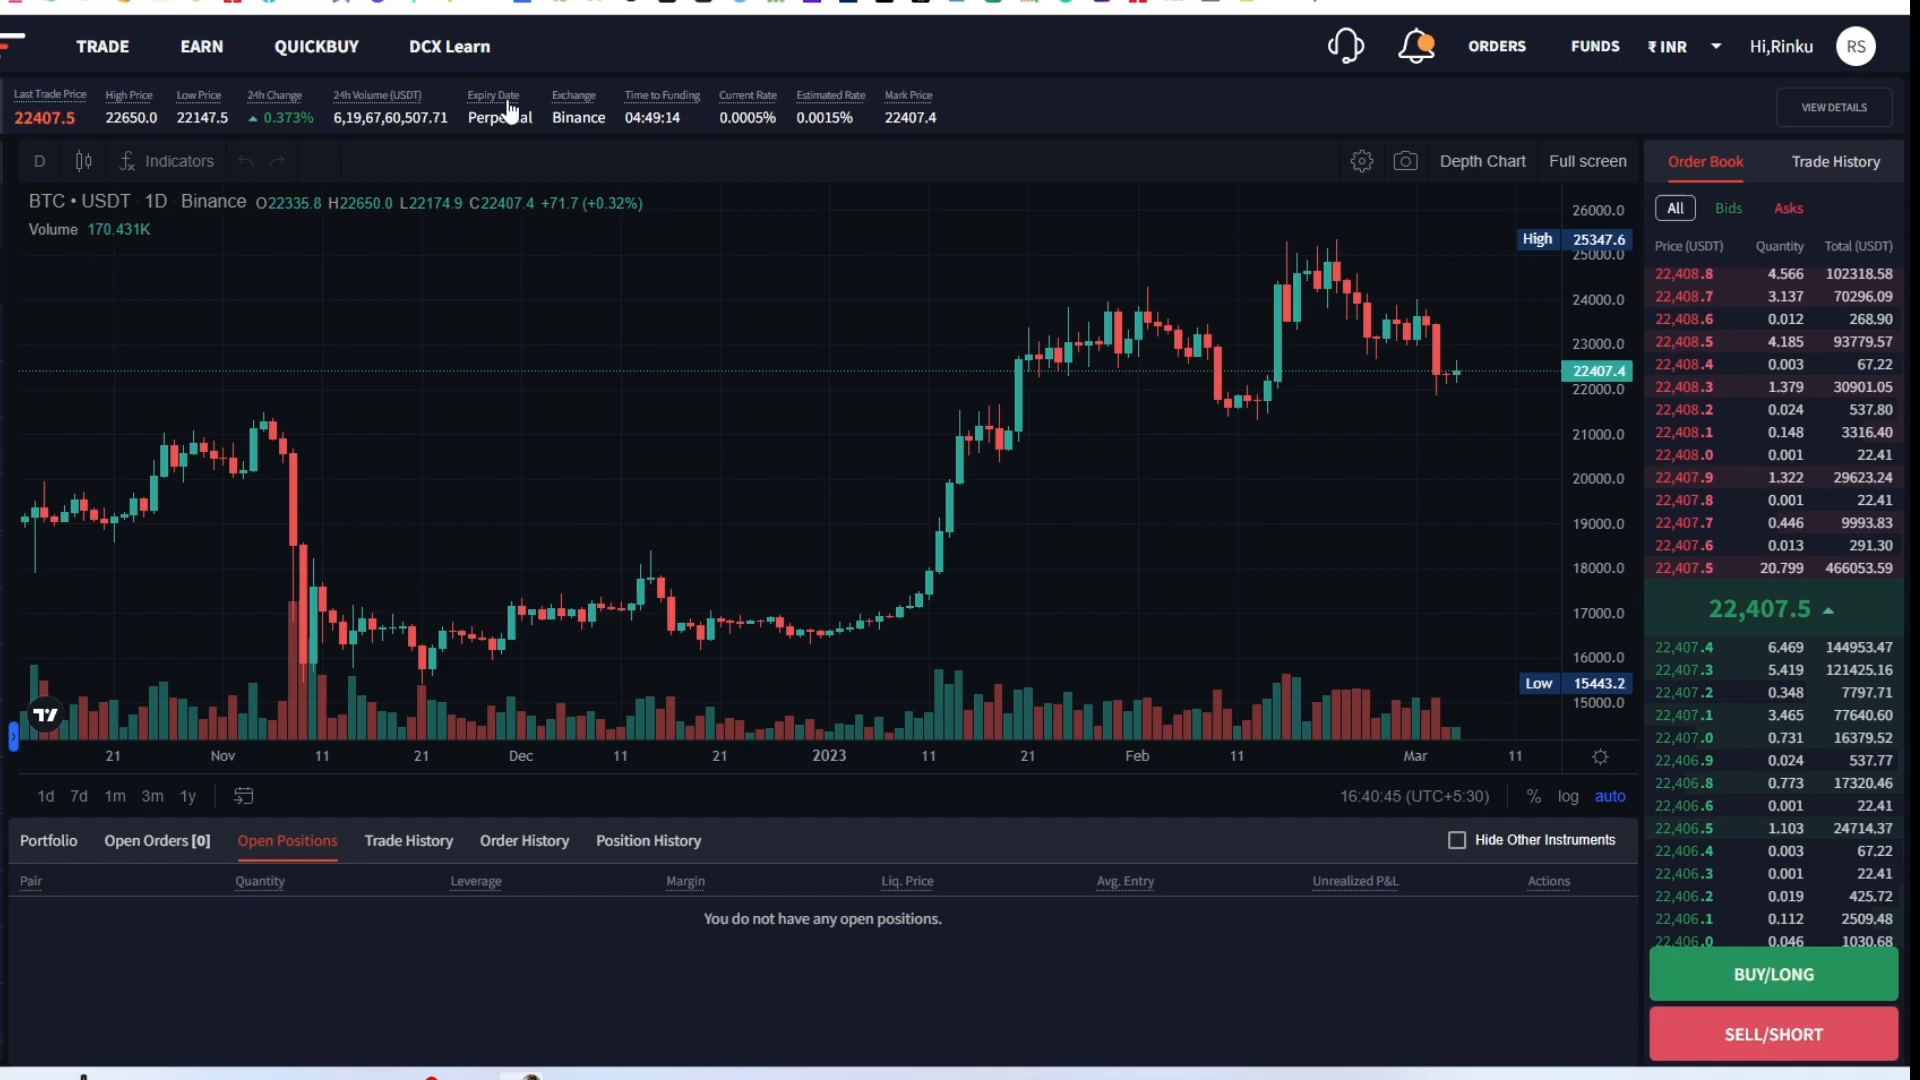 TRADE EARN QUICKBUY DCX Learn ORDERS FUNDS ₹ INR Hi,Rinku RS
Last Trade Price High Price Low Price 24h Change 24h Volume (USDT) Expiry Date Exchange Time to Funding Current Rate Estimated Rate Mark Price
22407.5 22650.0 22147.5 0.373% 6,19,67,60,507.71 Binance 04:49:14 0.0005% 0.0015% 22407.4
VIEW DETAILS
D Indicators Depth Chart Full screen
BTC • USDT 1D Binance O22335.8 H22650.0 L22174.9 C22407.4 +71.7 (+0.32%)
Volume 170.431K
26000.0
High 25347.6
25000.0
24000.0
23000.0
22407.4
22000.0
21000.0
20000.0
19000.0
18000.0
17000.0
16000.0
Low 15443.2
15000.0
21 Nov 11 21 Dec 11 21 2023 11 21 Feb 11 Mar 11
1d 7d 1m 3m 1y 16:40:45 (UTC+5:30) % log auto
Order Book Trade History
All Bids Asks
Price (USDT) Quantity Total (USDT)
22,408.8 4.566 102318.58
22,408.7 3.137 70296.09
22,408.6 0.012 268.90
22,408.5 4.185 93779.57
22,408.4 0.003 67.22
22,408.3 1.379 30901.05
22,408.2 0.024 537.80
22,408.1 0.148 3316.40
22,408.0 0.001 22.41
22,407.9 1.322 29623.24
22,407.8 0.001 22.41
22,407.7 0.446 9993.83
22,407.6 0.013 291.30
22,407.5 20.799 466053.59
22,407.5
22,407.4 6.469 144953.47
22,407.3 5.419 121425.16
22,407.2 0.348 7797.71
22,407.1 3.465 77640.60
22,407.0 0.731 16379.52
22,406.9 0.024 537.77
22,406.8 0.773 17320.46
22,406.6 0.001 22.41
22,406.5 1.103 24714.37
22,406.4 0.003 67.22
22,406.3 0.001 22.41
22,406.2 0.019 425.72
22,406.1 0.112 2509.48
22,406.0 0.046 1030.68
BUY/LONG
SELL/SHORT
Portfolio Open Orders [0] Open Positions Trade History Order History Position History Hide Other Instruments
Pair Quantity Leverage Margin Liq. Price Avg. Entry Unrealized P&L Actions
You do not have any open positions.